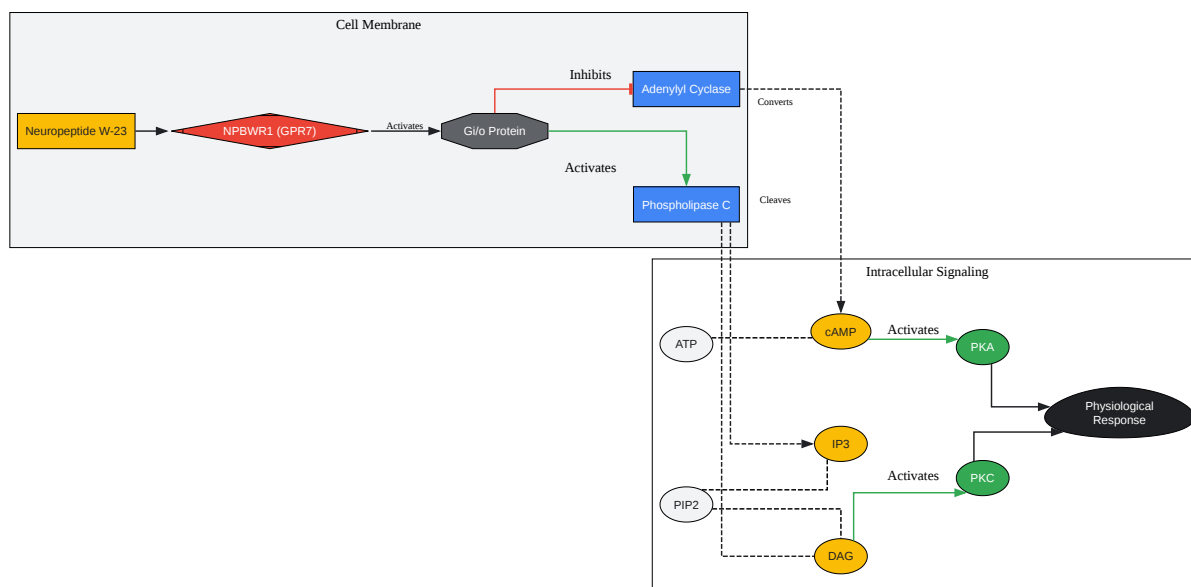 Cell Membrane
Inhibits
Adenylyl Cyclase
Converts
Neuropeptide W-23
NPBWR1 (GPR7)
Activates
Gi/o Protein
Activates
Phospholipase C
Cleaves
Intracellular Signaling
ATP
cAMP
Activates
PKA
Physiological
Response
IP3
PIP2
Activates
PKC
DAG